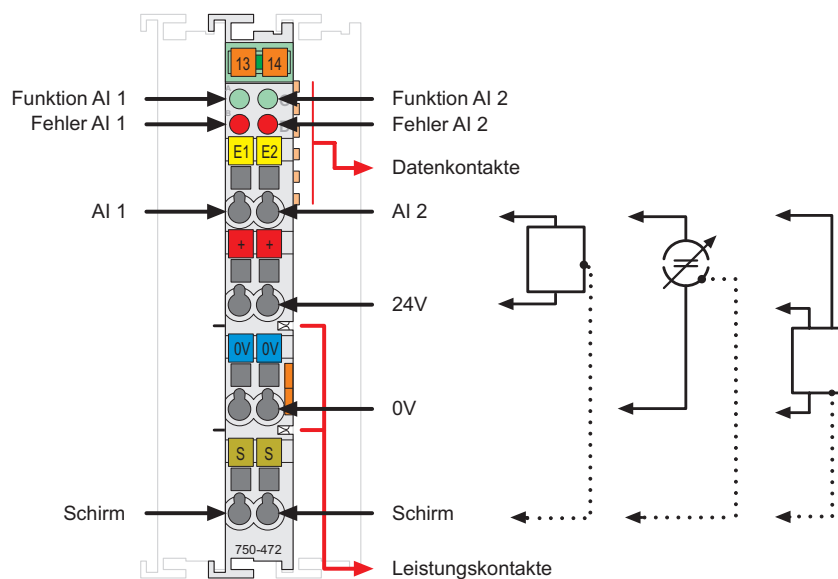 13 14
Funktion AI 1
Funktion AI 2
Fehler AI 1
Fehler AI 2
E1 E2
Datenkontakte
AI 1
AI 2
+ +
24V
0V 0V
0V
S S
Schirm
Schirm
750-472
Leistungskontakte